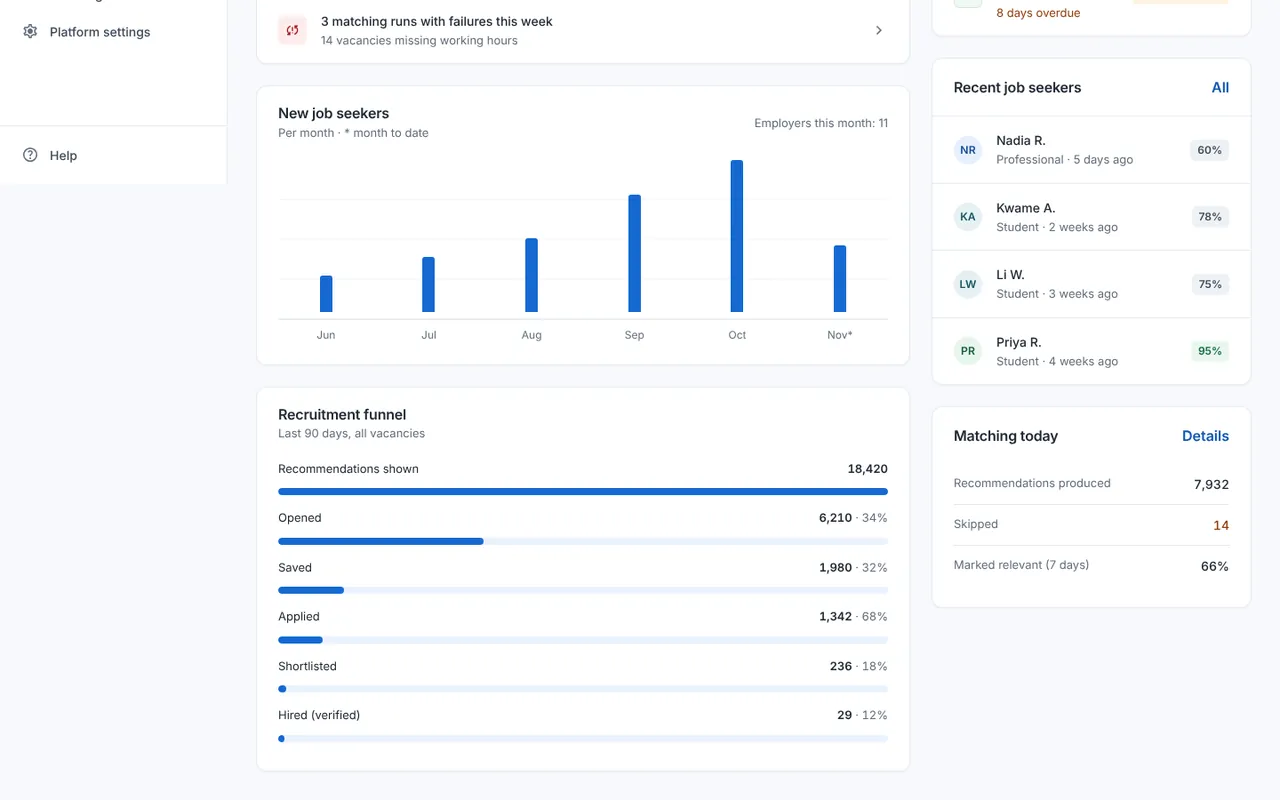 Platform settings
Help
3 matching runs with failures this week
14 vacancies missing working hours
New job seekers
Per month · * month to date
Employers this month: 11
Jun Jul Aug Sep Oct Nov*
Recruitment funnel
Last 90 days, all vacancies
Recommendations shown 18,420
Opened 6,210 · 34%
Saved 1,980 · 32%
Applied 1,342 · 68%
Shortlisted 236 · 18%
Hired (verified) 29 · 12%
8 days overdue
Recent job seekers All
NR Nadia R. 60%
Professional · 5 days ago
KA Kwame A. 78%
Student · 2 weeks ago
LW Li W. 75%
Student · 3 weeks ago
PR Priya R. 95%
Student · 4 weeks ago
Matching today Details
Recommendations produced 7,932
Skipped 14
Marked relevant (7 days) 66%